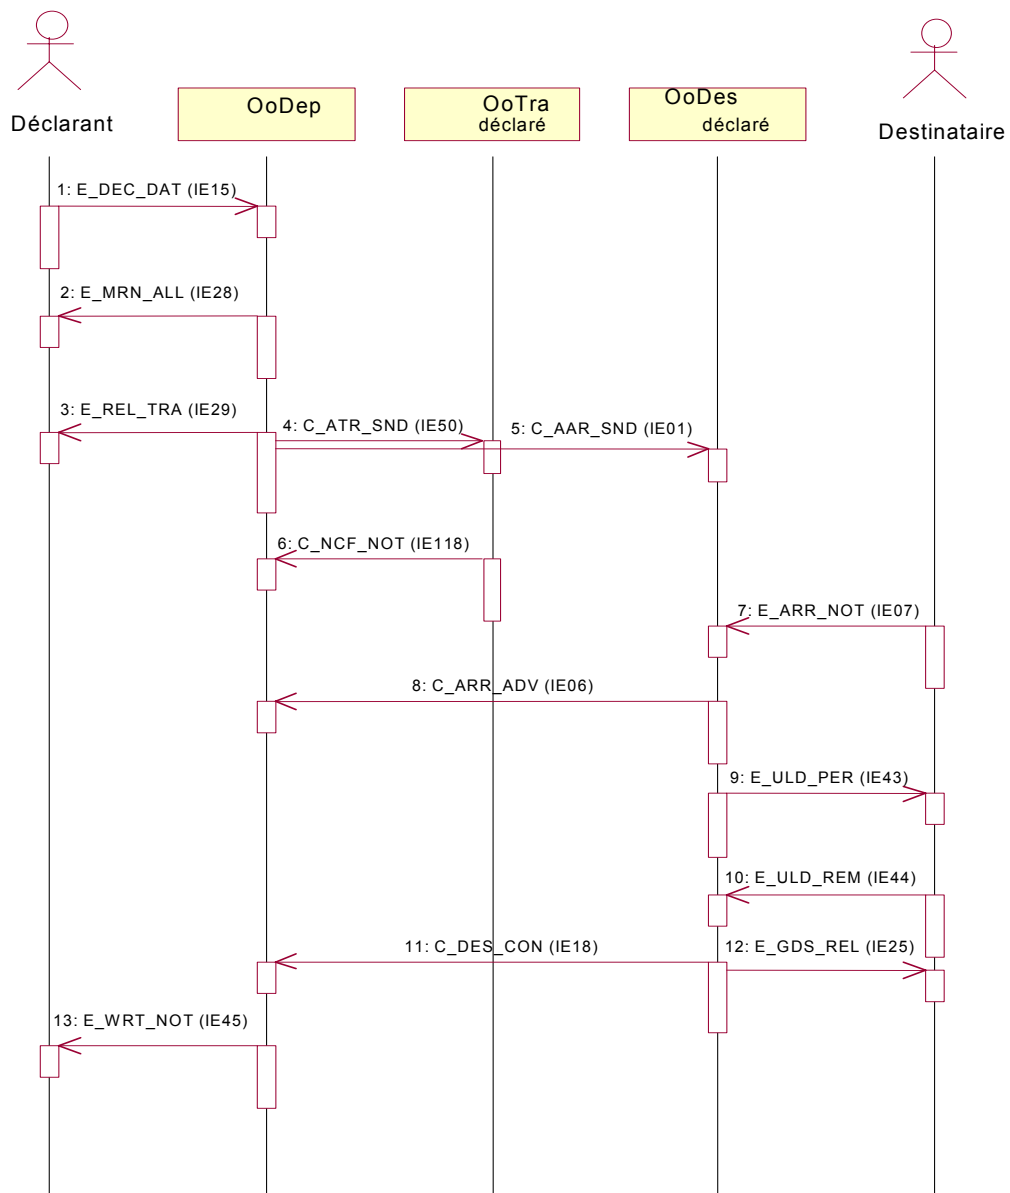 Déclarant
OoDep
OoTra
déclaré
OoDes
déclaré
Destinataire
1: E_DEC_DAT (IE15)
2: E_MRN_ALL (IE28)
3: E_REL_TRA (IE29)
4: C_ATR_SND (IE50)
5: C_AAR_SND (IE01)
6: C_NCF_NOT (IE118)
7: E_ARR_NOT (IE07)
8: C_ARR_ADV (IE06)
9: E_ULD_PER (IE43)
10: E_ULD_REM (IE44)
11: C_DES_CON (IE18)
12: E_GDS_REL (IE25)
13: E_WRT_NOT (IE45)